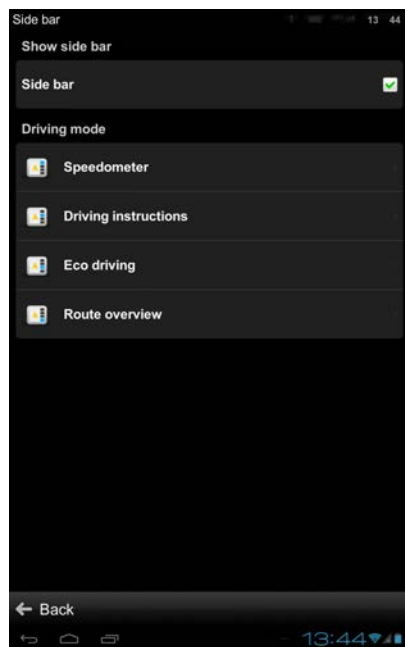 Side bar 13 44
Show side bar
Side bar
Driving mode
Speedometer
Driving instructions
Eco driving
Route overview
Back
13:44